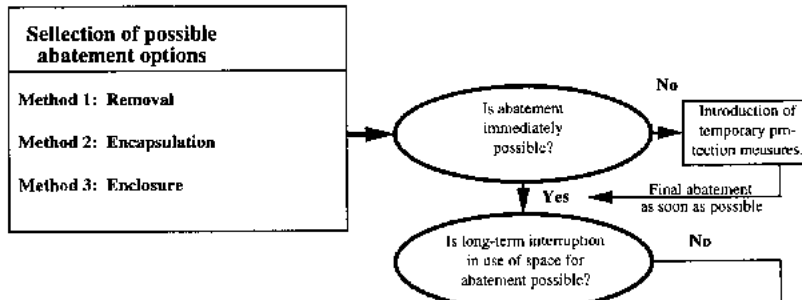 Sellection of possible
abatement options
Method 1: Removal
Method 2: Encapsulation
Method 3: Enclosure
Is abatement
immediately
possible?
No
Introduction of
temporary pro-
tection measures.
Yes
Final abatement
as soon as possible
Is long-term interruption
in use of space for
abatement possible?
No